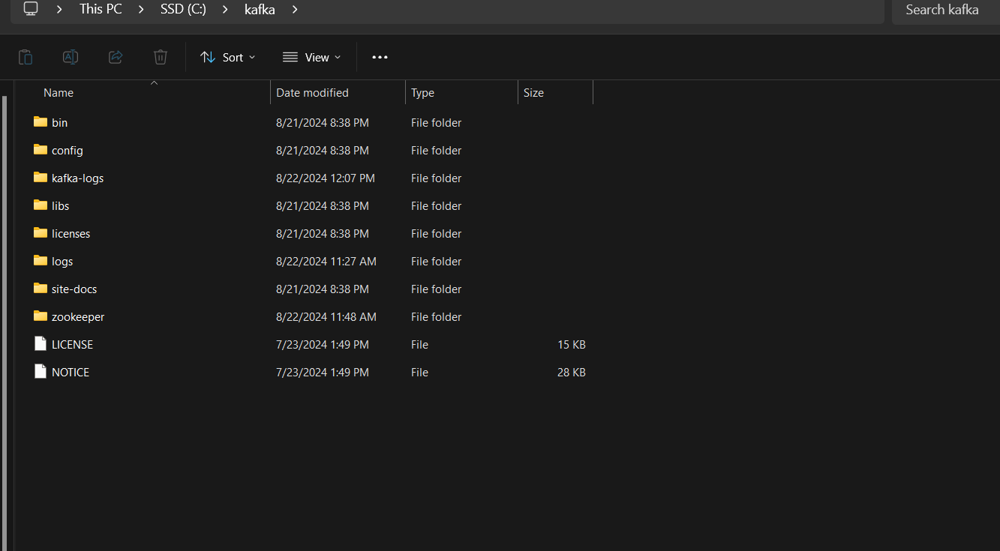 This PC > SSD (C:) > kafka >
Search kafka
Sort
View
Name Date modified Type Size
bin 8/21/2024 8:38 PM File folder
config 8/21/2024 8:38 PM File folder
kafka-logs 8/22/2024 12:07 PM File folder
libs 8/21/2024 8:38 PM File folder
licenses 8/21/2024 8:38 PM File folder
logs 8/22/2024 11:27 AM File folder
site-docs 8/21/2024 8:38 PM File folder
zookeeper 8/22/2024 11:48 AM File folder
LICENSE 7/23/2024 1:49 PM File 15 KB
NOTICE 7/23/2024 1:49 PM File 28 KB